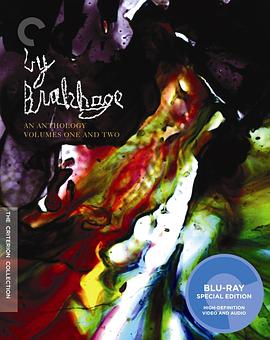 by
Brakhage
AN ANTHOLOGY
VOLUMES ONE AND TWO
THE CRITERION COLLECTION
BLU-RAY
SPECIAL EDITION
HIGH-DEFINITION
VIDEO AND AUDIO